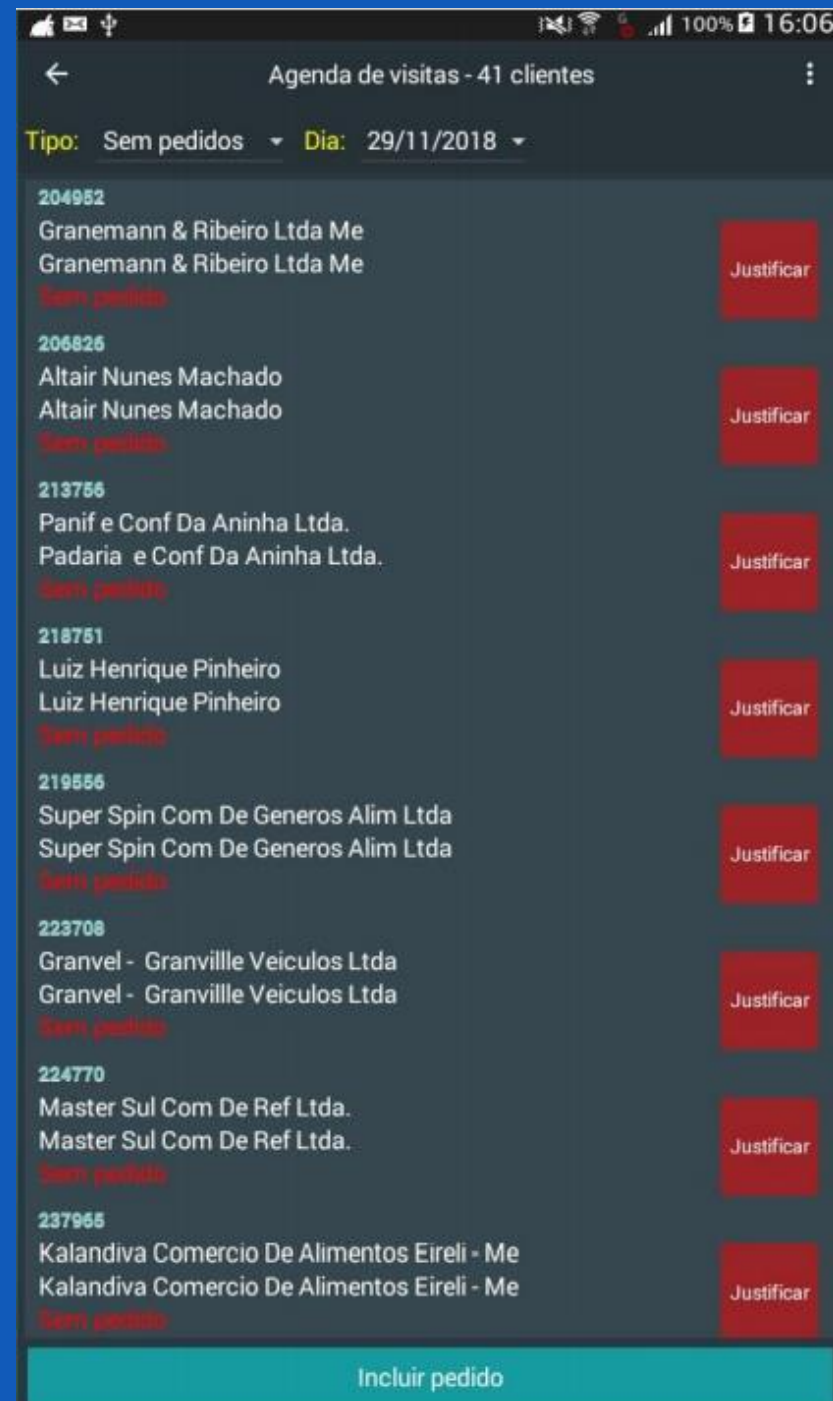 100% 16:06
Agenda de visitas - 41 clientes
Tipo: Sem pedidos Dia: 29/11/2018
204952
Granemann & Ribeiro Ltda Me
Granemann & Ribeiro Ltda Me
Sem pedido
Justificar
206826
Altair Nunes Machado
Altair Nunes Machado
Sem pedido
Justificar
213756
Panif e Conf Da Aninha Ltda.
Padaria e Conf Da Aninha Ltda.
Sem pedido
Justificar
218751
Luiz Henrique Pinheiro
Luiz Henrique Pinheiro
Sem pedido
Justificar
219556
Super Spin Com De Generos Alim Ltda
Super Spin Com De Generos Alim Ltda
Sem pedido
Justificar
223708
Granvel - Granvillle Veiculos Ltda
Granvel - Granvillle Veiculos Ltda
Sem pedido
Justificar
224770
Master Sul Com De Ref Ltda.
Master Sul Com De Ref Ltda.
Sem pedido
Justificar
237965
Kalandiva Comercio De Alimentos Eireli - Me
Kalandiva Comercio De Alimentos Eireli - Me
Sem pedido
Justificar
Incluir pedido